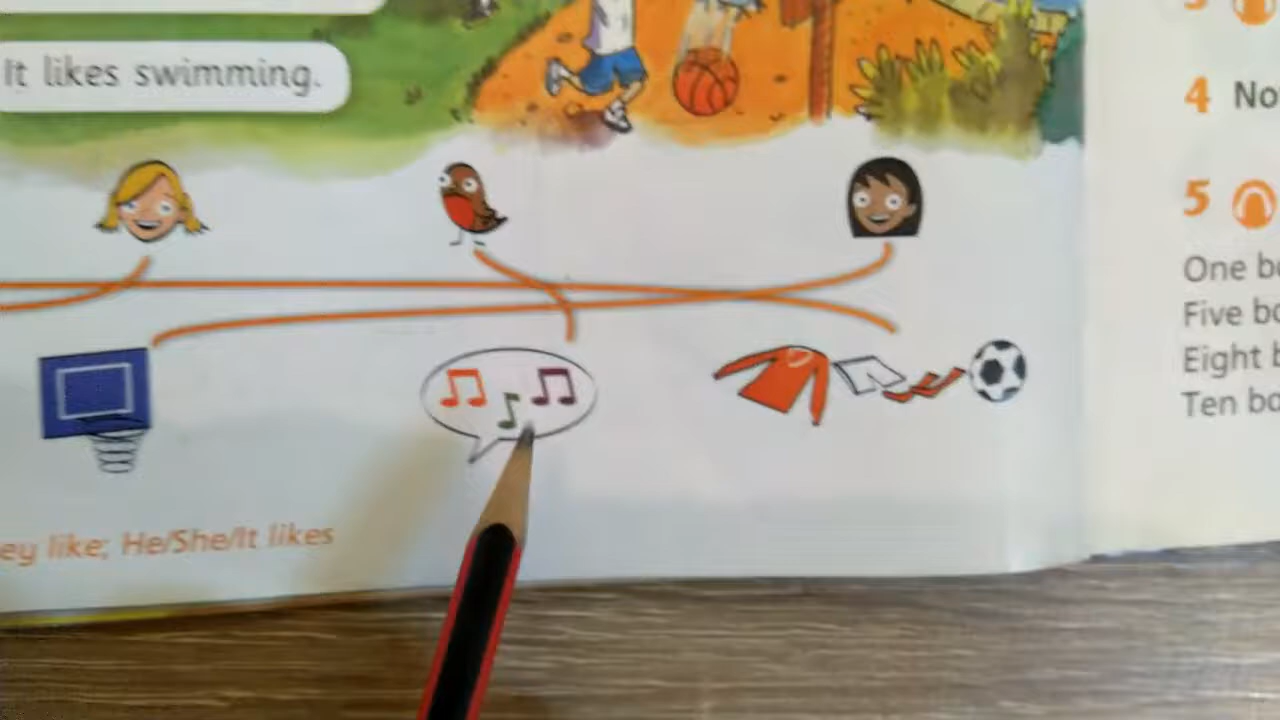 It likes swimming.
ey like; He/She/It likes
4 No
5
One b
Five bo
Eight b
Ten bo